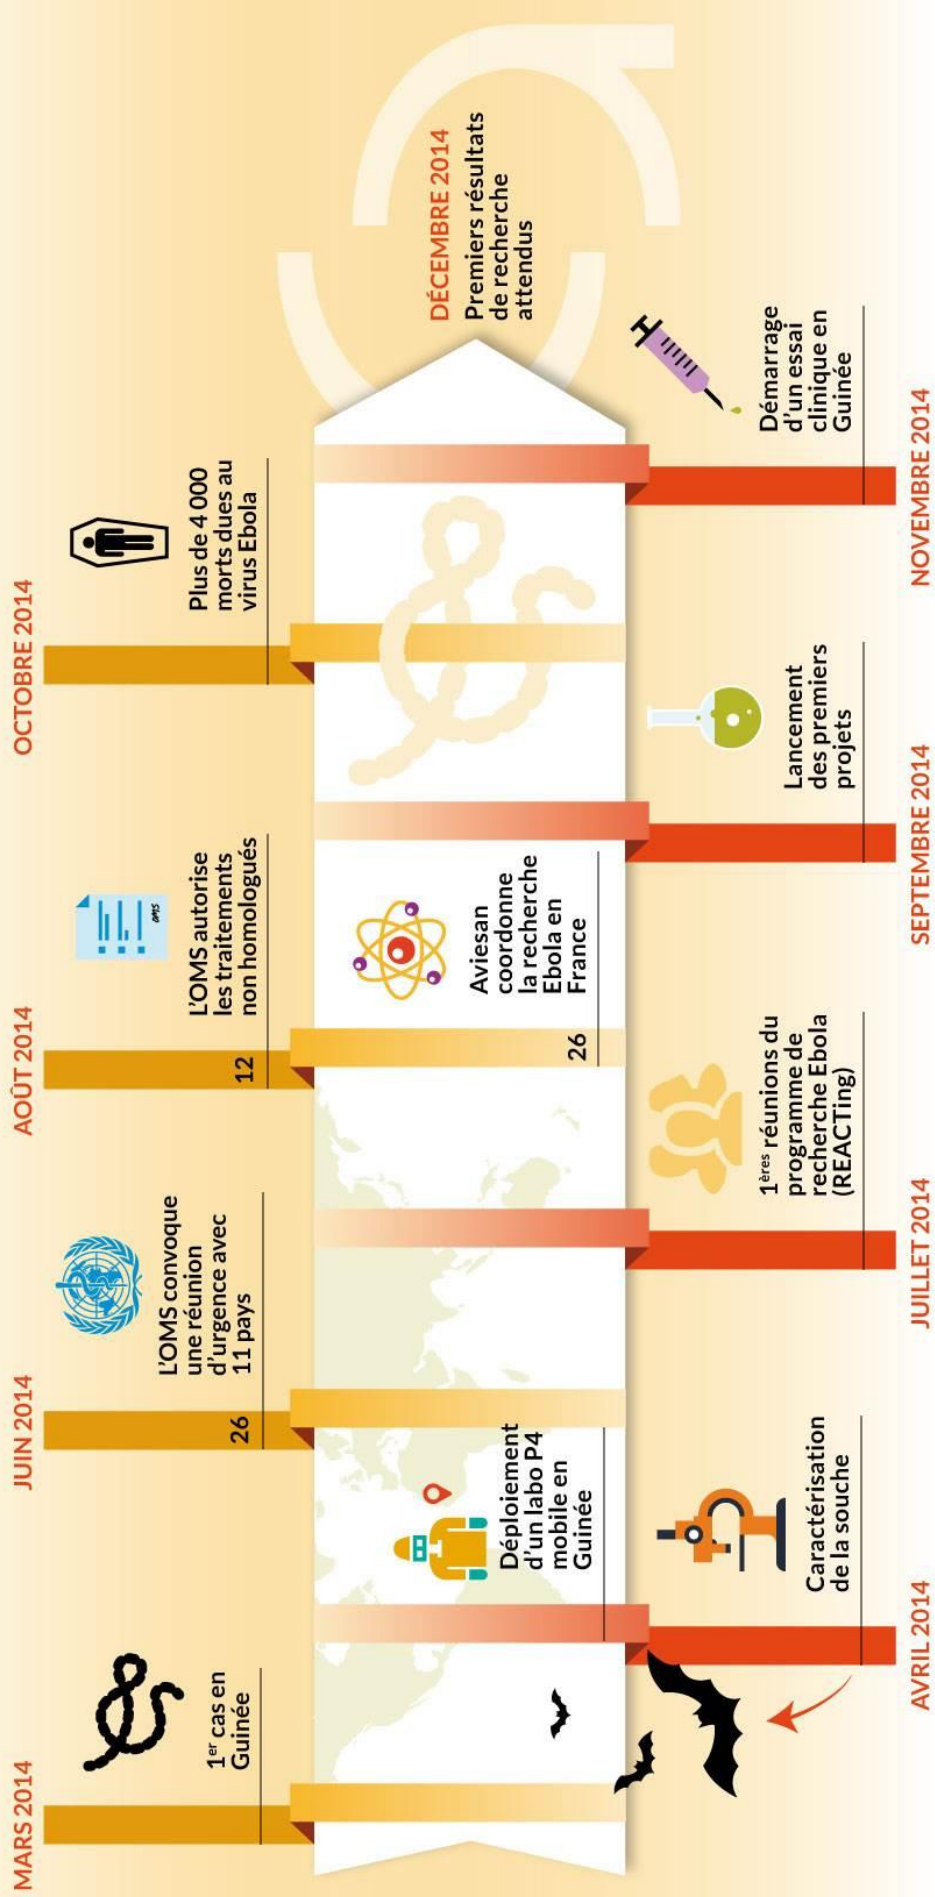 MARS 2014
1er cas en
Guinée
AVRIL 2014
Déploiement
d'un labo P4
mobile en
Guinée
Caractérisation
de la souche
JUIN 2014
26
L'OMS convoque
une réunion
d'urgence avec
11 pays
JUILLET 2014
1ères réunions du
programme de
recherche Ebola
(REACTing)
AOÛT 2014
12
L'OMS autorise
les traitements
non homologués
OMS
26
Aviesan
coordonne
la recherche
Ebola en
France
SEPTEMBRE 2014
Lancement
des premiers
projets
OCTOBRE 2014
Plus de 4 000
morts dues au
virus Ebola
NOVEMBRE 2014
Démarrage
d'un essai
clinique en
Guinée
DÉCEMBRE 2014
Premiers résultats
de recherche
attendus